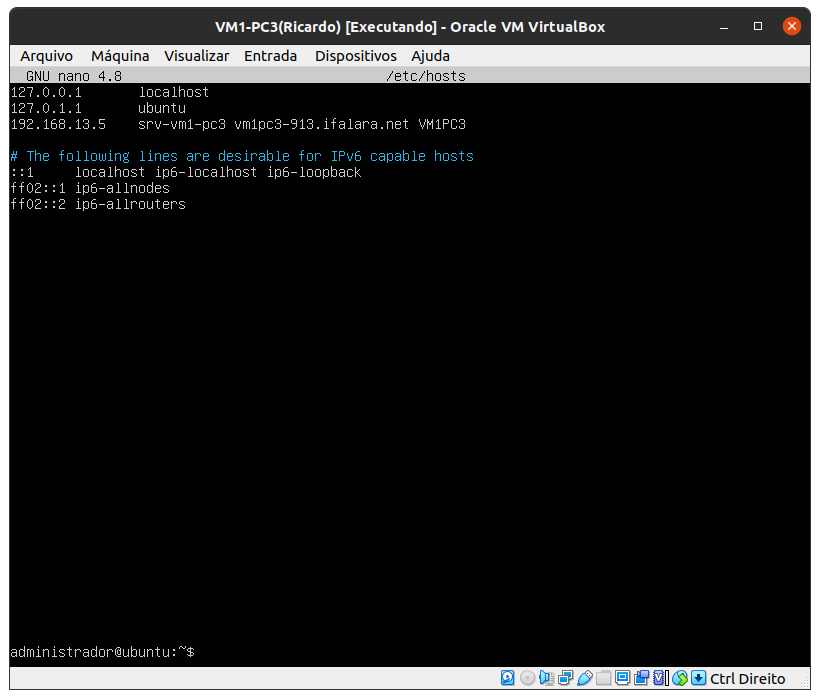 VM1-PC3(Ricardo) [Executando] - Oracle VM VirtualBox
Arquivo Máquina Visualizar Entrada Dispositivos Ajuda
GNU nano 4.8 /etc/hosts
127.0.0.1 localhost
127.0.1.1 ubuntu
192.168.13.5 srv-vm1-pc3 vm1pc3-913.ifalara.net VM1PC3
# The following lines are desirable for IPv6 capable hosts
::1 localhost ip6-localhost ip6-loopback
ff02::1 ip6-allnodes
ff02::2 ip6-allrouters
administrador@ubuntu:~$
Ctrl Direito